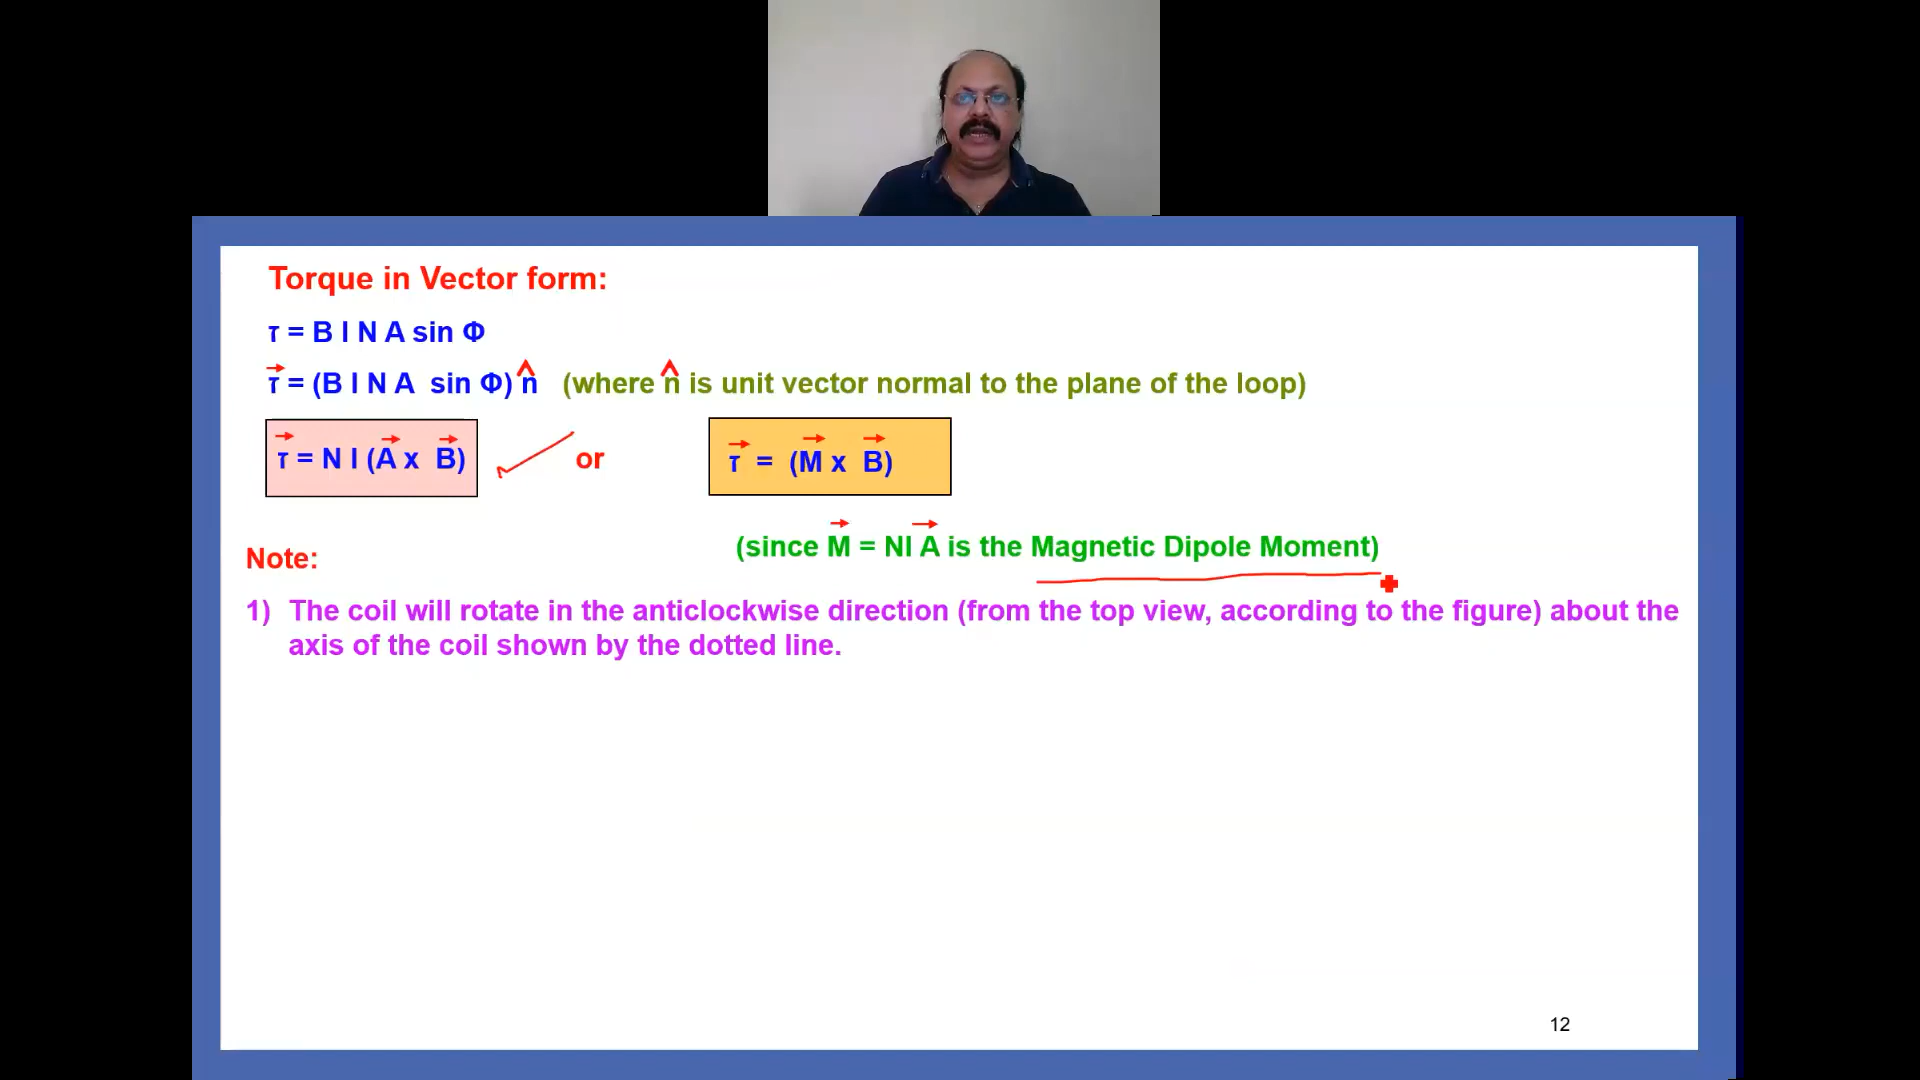 Torque in Vector form:
τ = B I N A sin Φ
τ⃗ = (B I N A sin Φ) n̂ (where n̂ is unit vector normal to the plane of the loop)
τ⃗ = N I (A⃗ x B⃗) or τ⃗ = (M⃗ x B⃗)
(since M⃗ = NI A⃗ is the Magnetic Dipole Moment)
Note:
1) The coil will rotate in the anticlockwise direction (from the top view, according to the figure) about the
axis of the coil shown by the dotted line.
12